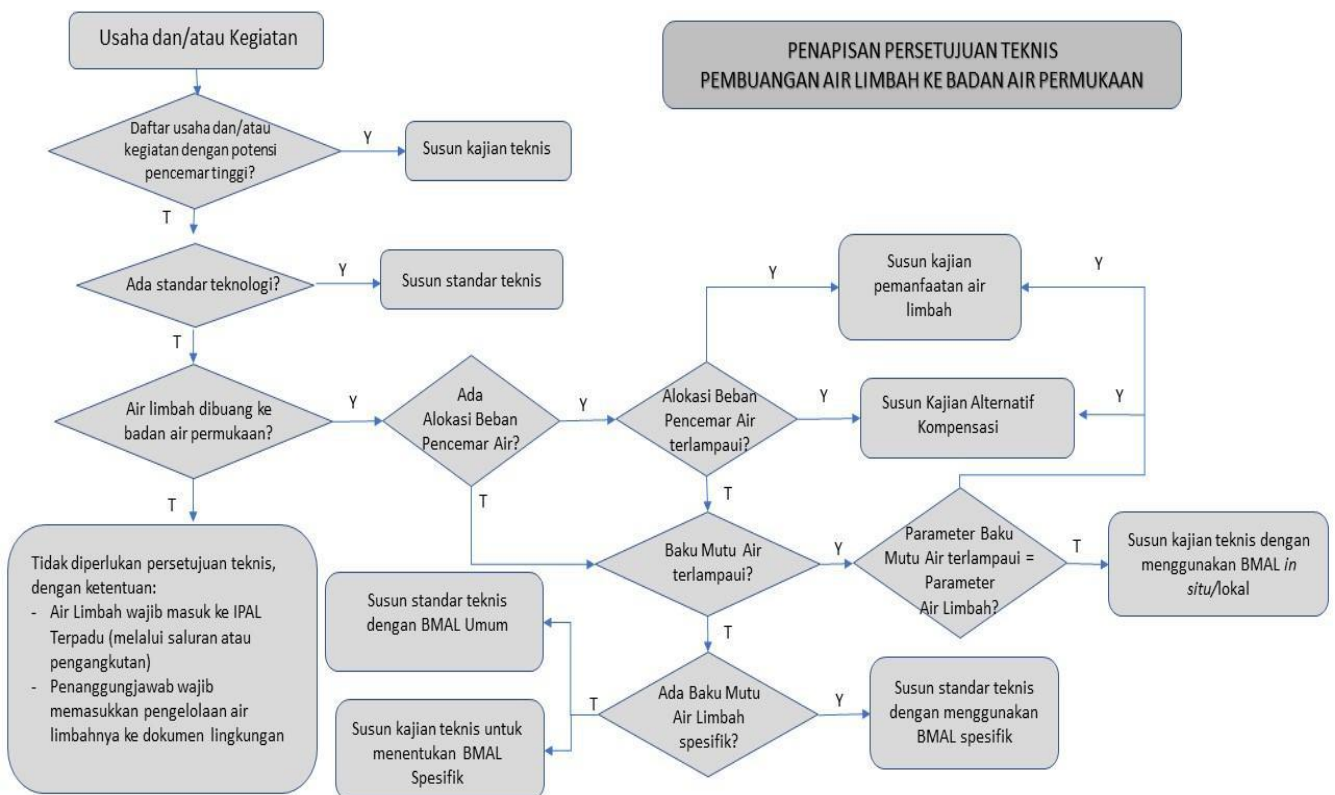 Usaha dan/atau Kegiatan
PENAPISAN PERSETUJUAN TEKNIS
PEMBUANGAN AIR LIMBAH KE BADAN AIR PERMUKAAN
Daftar usaha dan/atau
kegiatan dengan potensi
pencemar tinggi?
Y
Susun kajian teknis
T
Ada standar teknologi?
Y
Susun standar teknis
T
Air limbah dibuang ke
badan air permukaan?
Y
Ada
Alokasi Beban
Pencemar Air?
Y
Alokasi Beban
Pencemar Air
terlampaui?
Y
Susun kajian
pemanfaatan air
limbah
Y
Y
Susun Kajian Alternatif
Kompensasi
Y
T
T
T
Tidak diperlukan persetujuan teknis,
dengan ketentuan:
- Air Limbah wajib masuk ke IPAL
Terpadu (melalui saluran atau
pengangkutan)
- Penanggungjawab wajib
memasukkan pengelolaan air
limbahnya ke dokumen lingkungan
Baku Mutu Air
terlampaui?
Y
Parameter Baku
Mutu Air terlampaui =
Parameter
Air Limbah?
T
Susun kajian teknis dengan
menggunakan BMAL in
situ/lokal
T
Susun standar teknis
dengan BMAL Umum
Ada Baku Mutu
Air Limbah
spesifik?
T
Y
Susun standar teknis
dengan menggunakan
BMAL spesifik
Susun kajian teknis untuk
menentukan BMAL
Spesifik